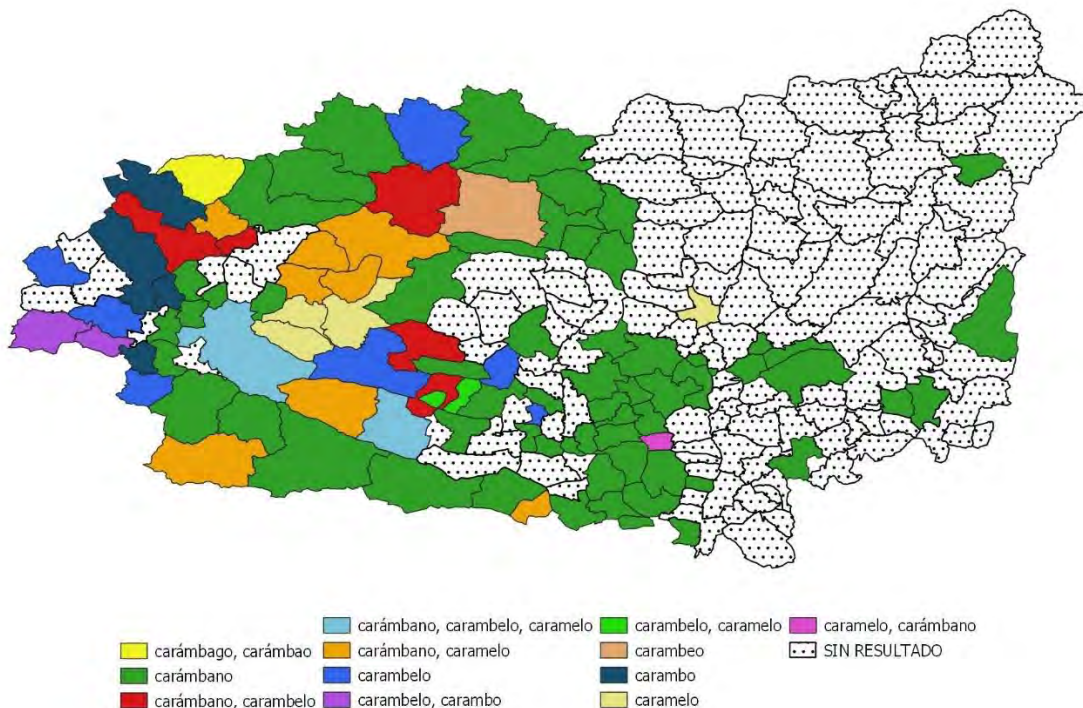 carámbago, carámbao
carámbano
carámbano, carambelo
carámbano, carambelo, caramelo
carámbano, caramelo
carambelo
carambelo, carambo
carambelo, caramelo
carambeo
carambo
caramelo
caramelo, carámbano
SIN RESULTADO